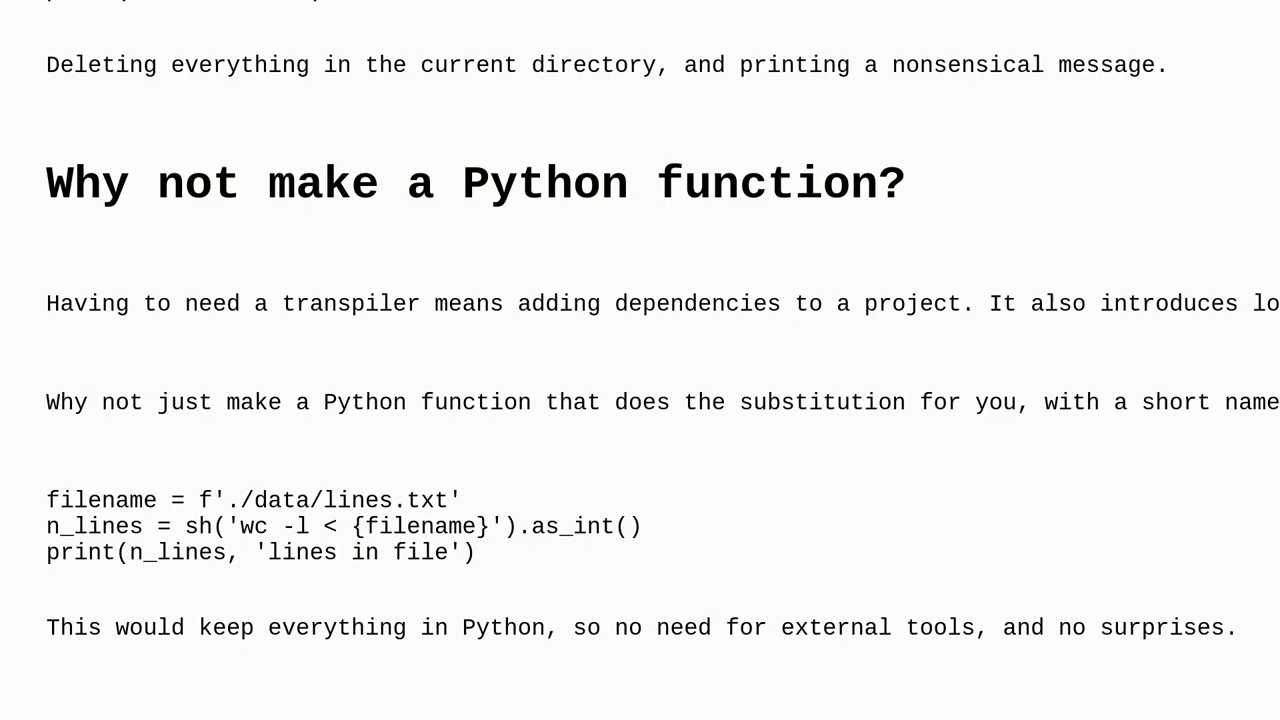 Deleting everything in the current directory, and printing a nonsensical message.
Why not make a Python function?
Having to need a transpiler means adding dependencies to a project. It also introduces
Why not just make a Python function that does the substitution for you, with a short name
filename = f'./data/lines.txt'
n_lines = sh('wc -l < {filename}').as_int()
print(n_lines, 'lines in file')
This would keep everything in Python, so no need for external tools, and no surprises.